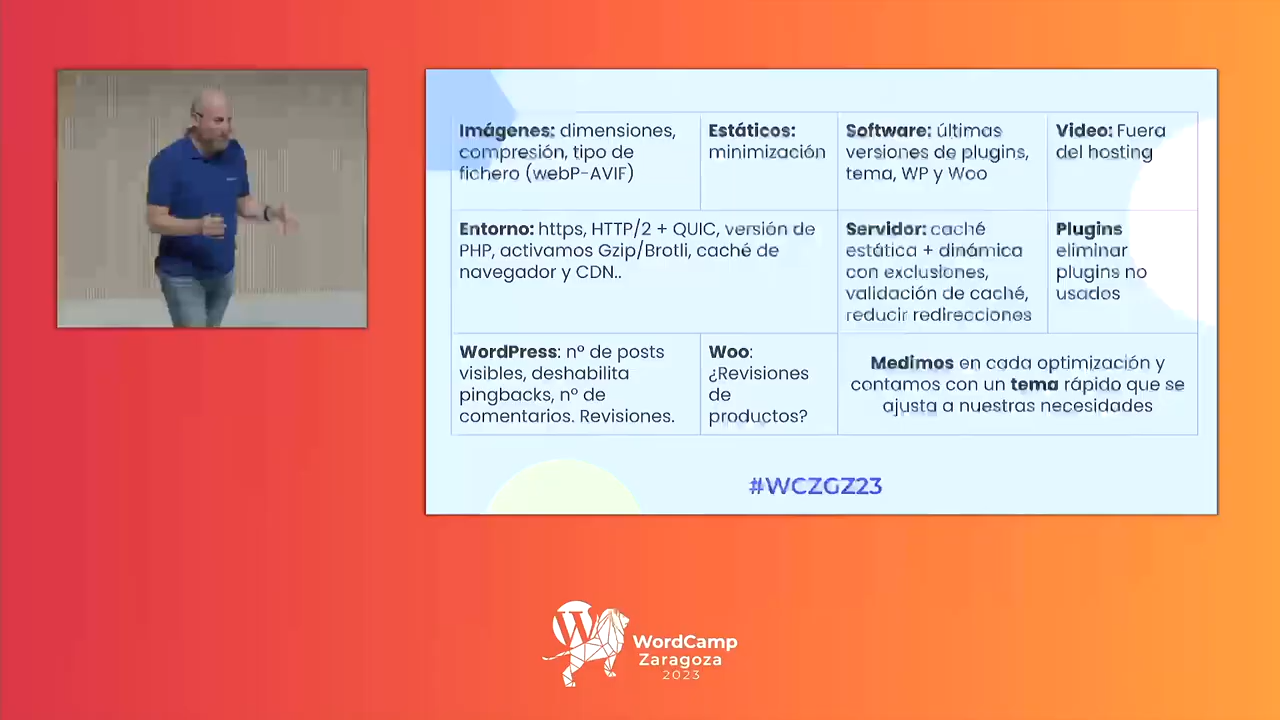 Imágenes: dimensiones,
compresión, tipo de
fichero (webP-AVIF)
Estáticos:
minimización
Software: últimas
versiones de plugins,
tema, WP y Woo
Video: Fuera
del hosting
Entorno: https, HTTP/2 + QUIC, versión de
PHP, activamos Gzip/Brotli, caché de
navegador y CDN..
Servidor: caché
estática + dinámica
con exclusiones,
validación de caché,
reducir redirecciones
Plugins
eliminar
plugins no
usados
WordPress: nº de posts
visibles, deshabilita
pingbacks, nº de
comentarios. Revisiones.
Woo:
¿Revisiones
de
productos?
Medimos en cada optimización y
contamos con un tema rápido que se
ajusta a nuestras necesidades
#WCZGZ23
WordCamp
Zaragoza
2023